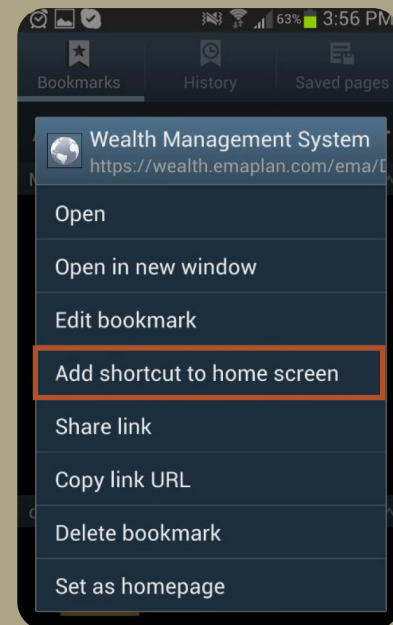 63% 3:56 PM
Bookmarks History Saved pages
Wealth Management System
https://wealth.emaplan.com/ema/
Open
Open in new window
Edit bookmark
Add shortcut to home screen
Share link
Copy link URL
Delete bookmark
Set as homepage